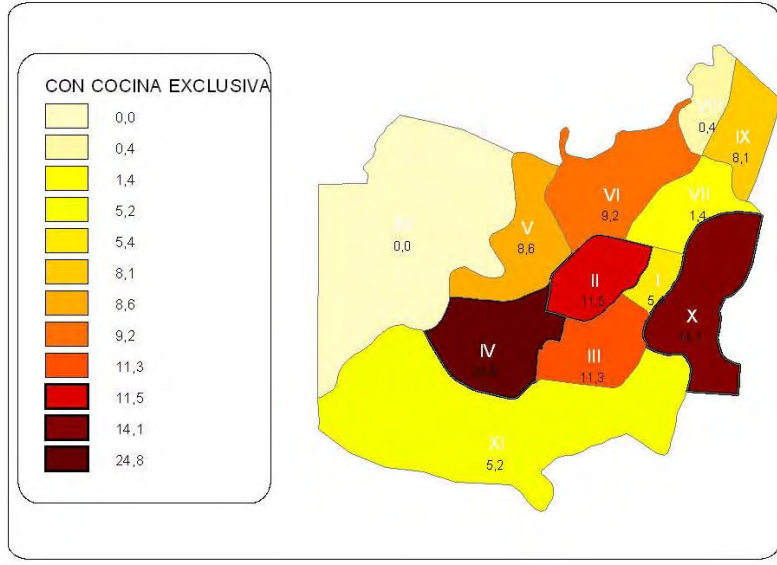 CON COCINA EXCLUSIVA
0,0
0,4
1,4
5,2
5,4
8,1
8,6
9,2
11,3
11,5
14,1
24,8
0,4
IX
8,1
VI
9,2
VII
1,4
V
8,6
0,0
II
11,5
I
X
IV
III
11,3
XI
5,2